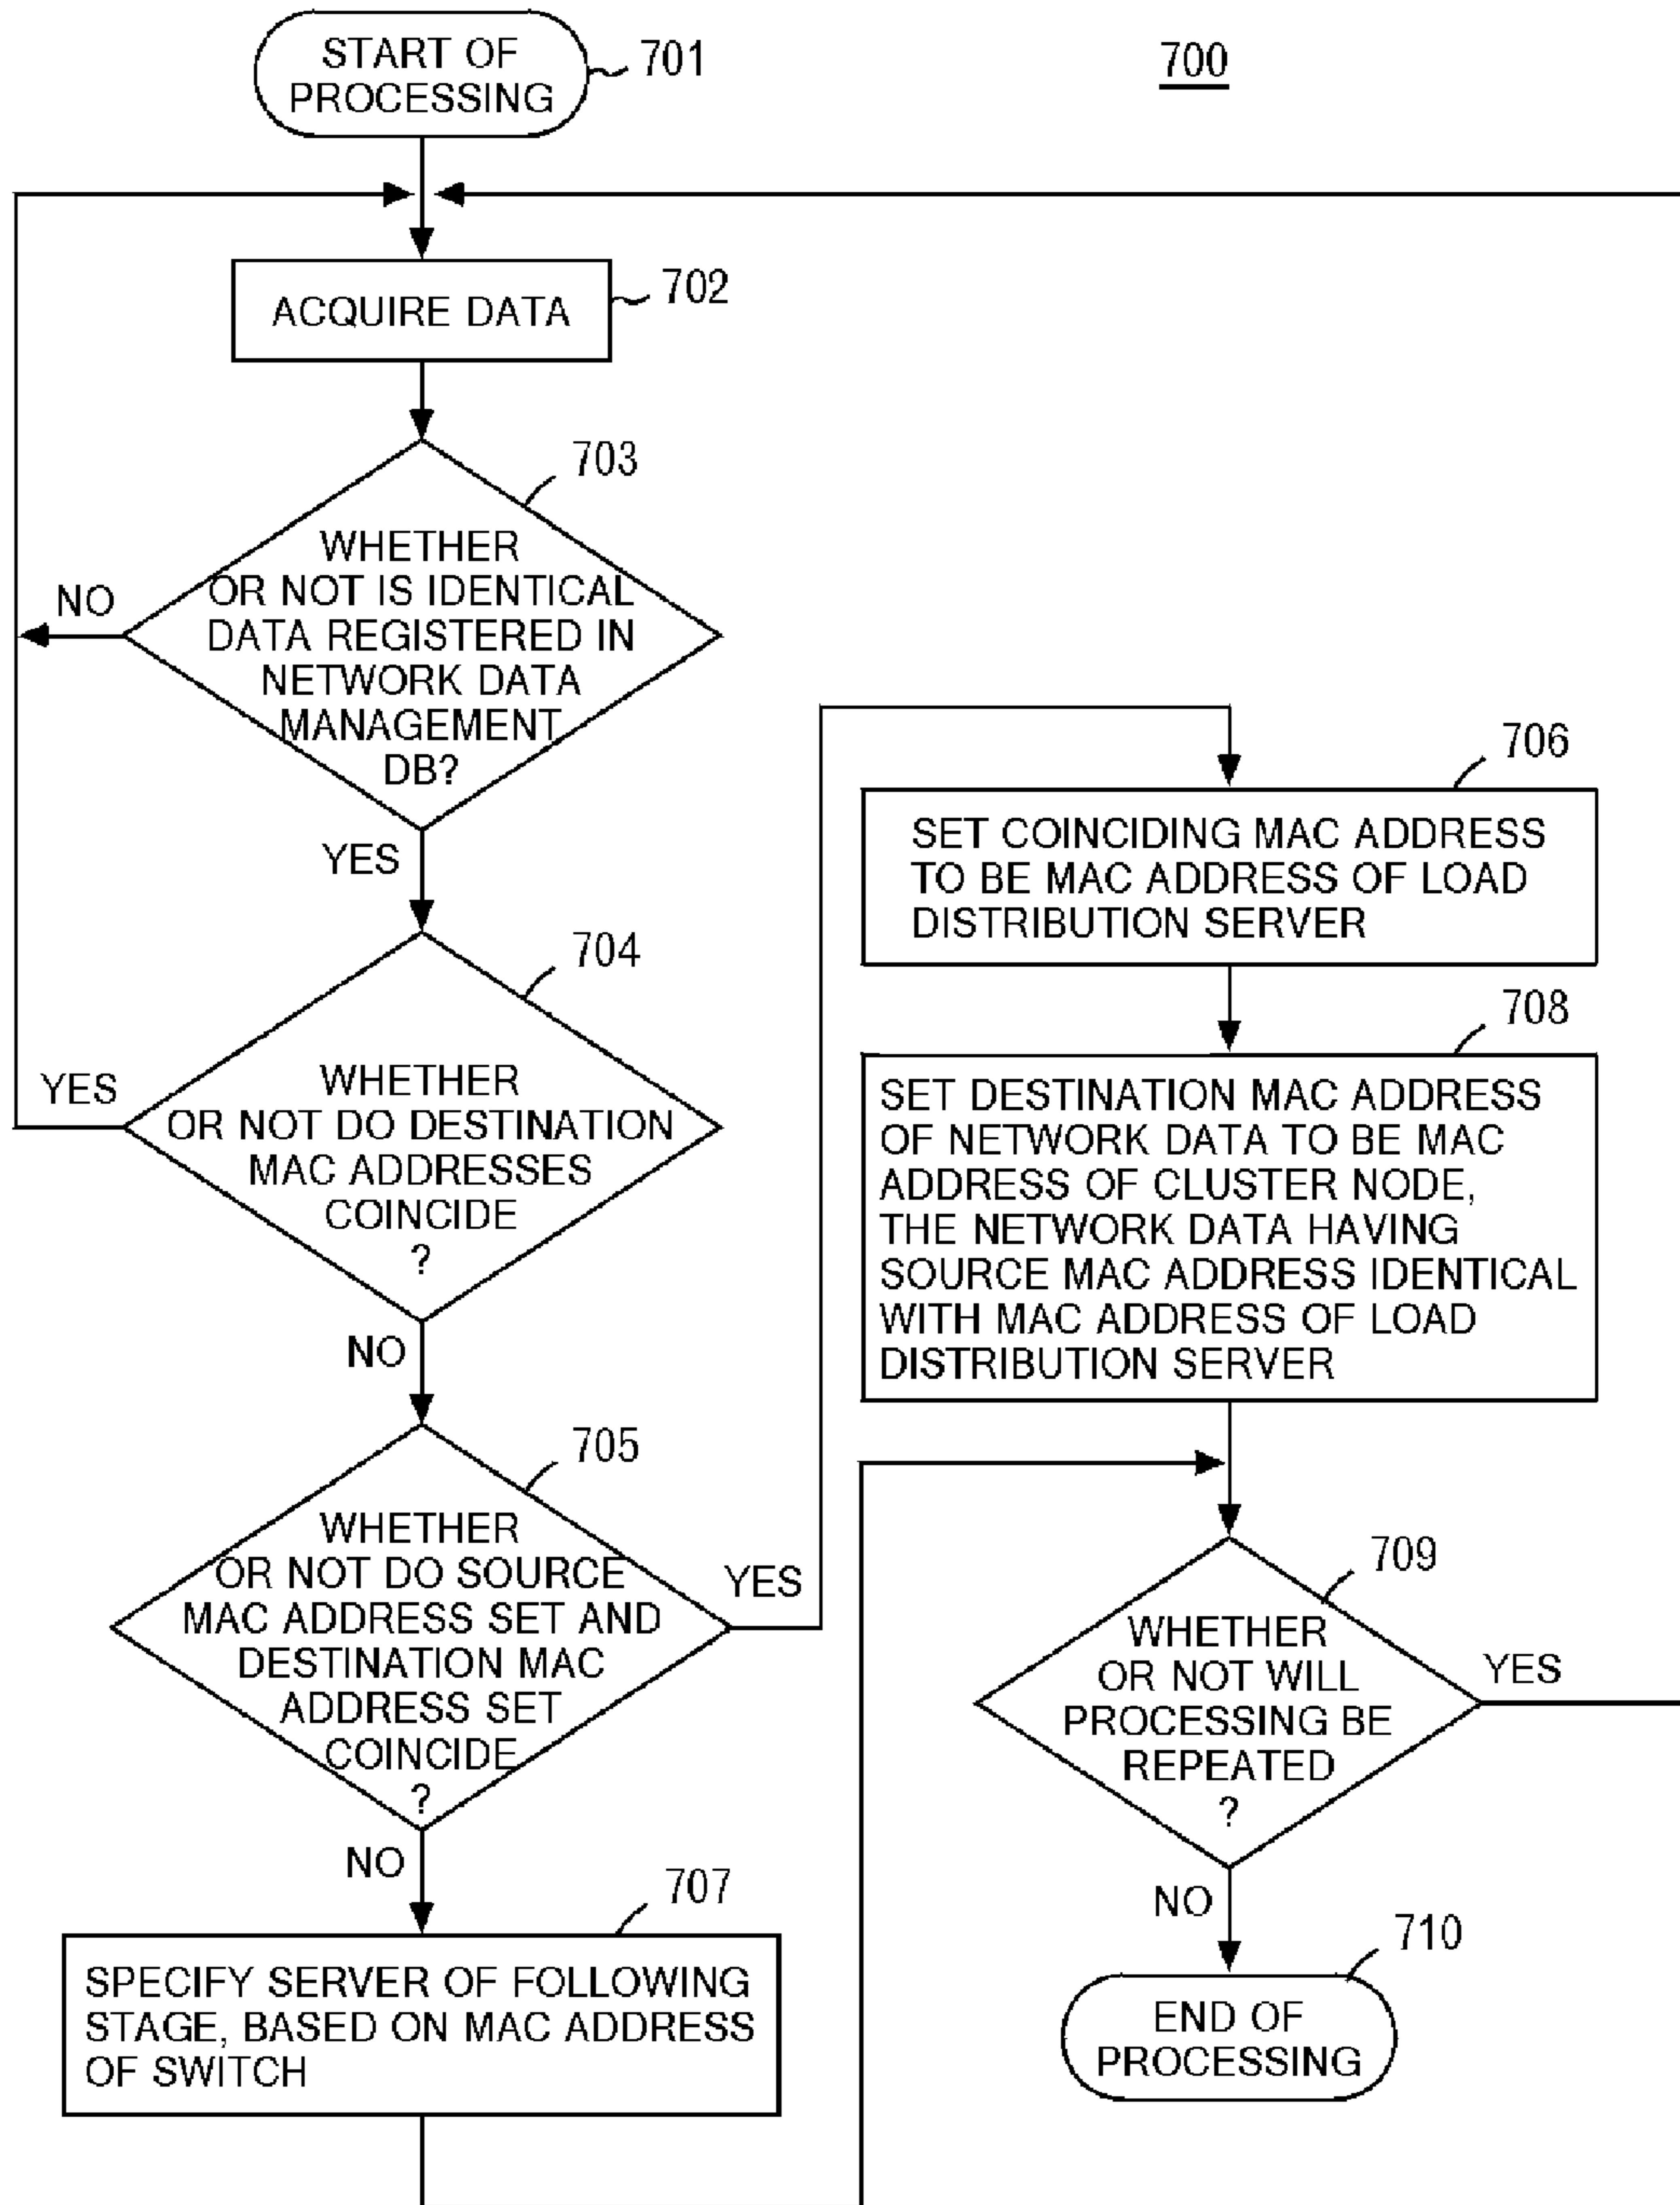 START OF
PROCESSING
701
700
ACQUIRE DATA
702
703
WHETHER
OR NOT IS IDENTICAL
DATA REGISTERED IN
NETWORK DATA
MANAGEMENT
DB?
NO
YES
704
WHETHER
OR NOT DO DESTINATION
MAC ADDRESSES
COINCIDE
?
YES
NO
705
WHETHER
OR NOT DO SOURCE
MAC ADDRESS SET AND
DESTINATION MAC
ADDRESS SET
COINCIDE
?
YES
NO
707
SPECIFY SERVER OF FOLLOWING
STAGE, BASED ON MAC ADDRESS
OF SWITCH
706
SET COINCIDING MAC ADDRESS
TO BE MAC ADDRESS OF LOAD
DISTRIBUTION SERVER
708
SET DESTINATION MAC ADDRESS
OF NETWORK DATA TO BE MAC
ADDRESS OF CLUSTER NODE,
THE NETWORK DATA HAVING
SOURCE MAC ADDRESS IDENTICAL
WITH MAC ADDRESS OF LOAD
DISTRIBUTION SERVER
709
WHETHER
OR NOT WILL
PROCESSING BE
REPEATED
?
YES
NO
710
END OF
PROCESSING